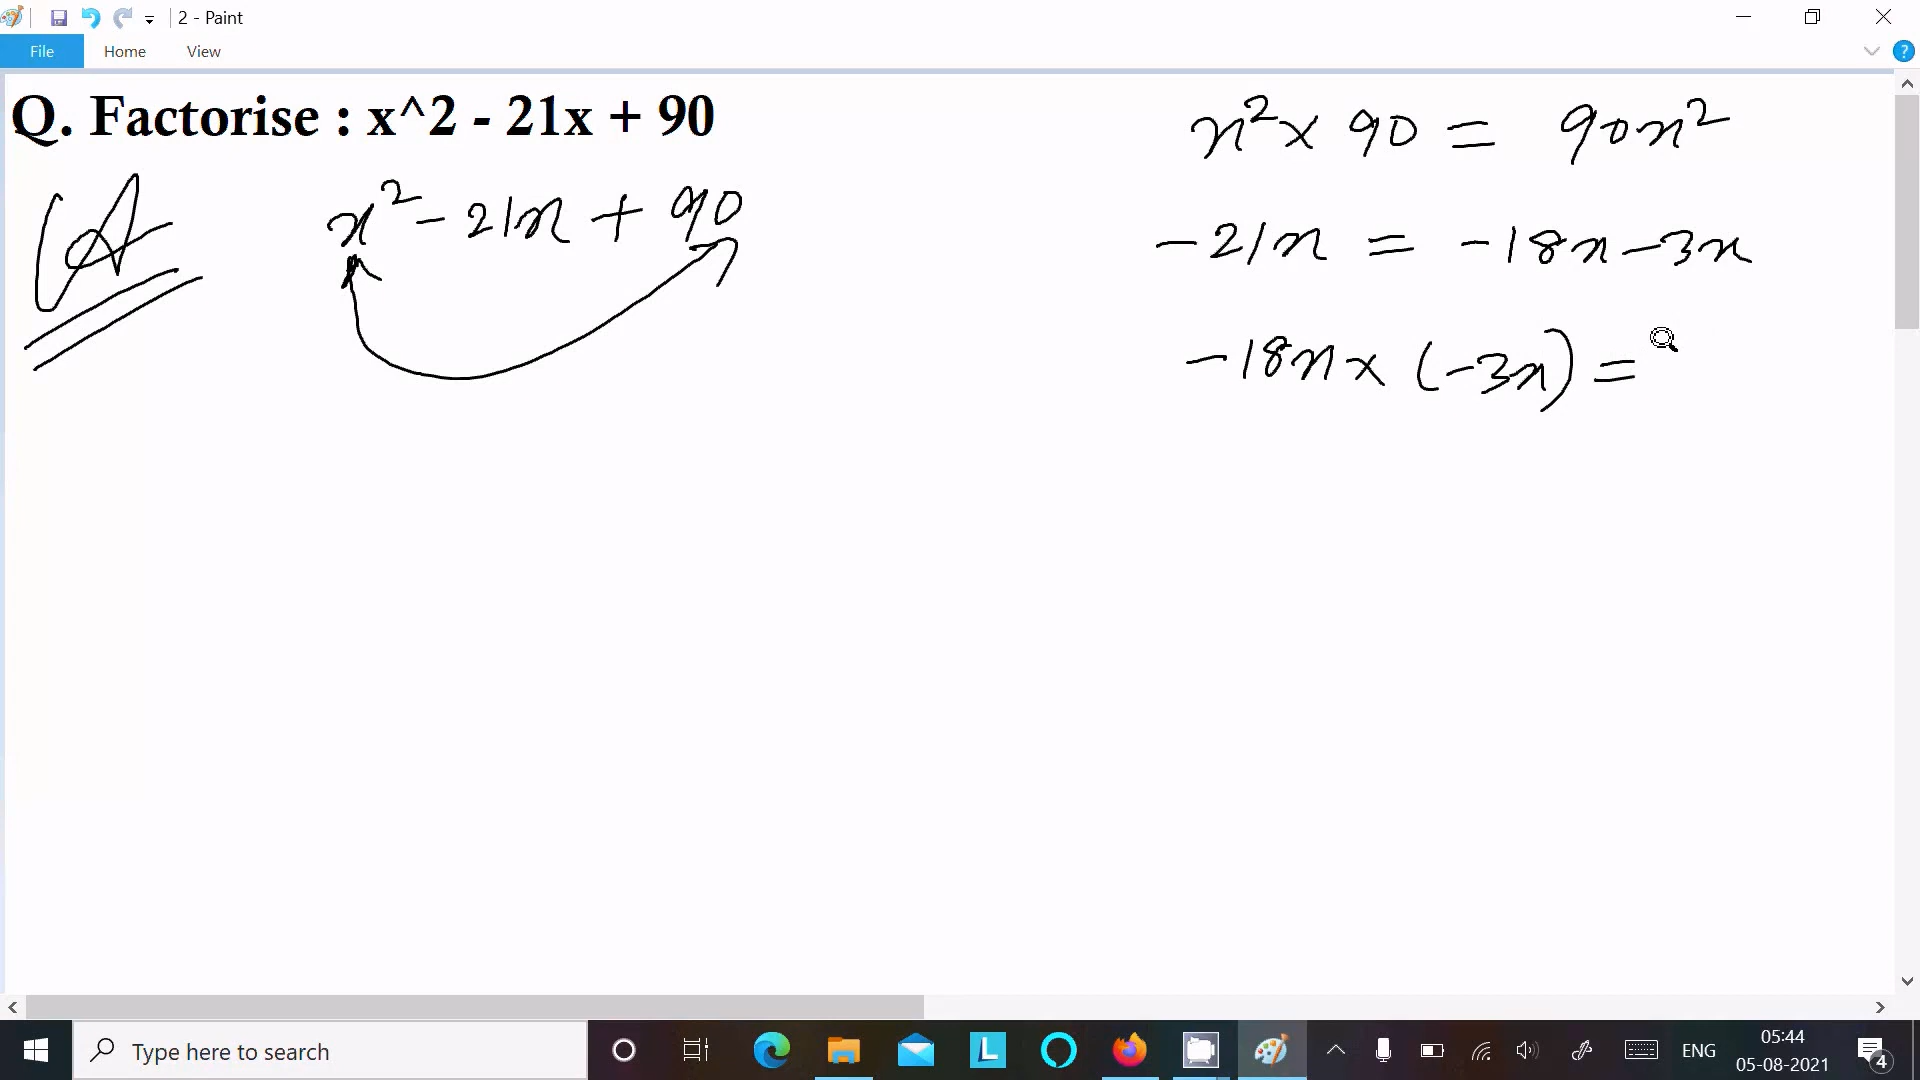 2 - Paint
File Home View
Q. Factorise : x^2 - 21x + 90
x² - 21x + 90
x² × 90 = 90x²
-21x = -18x - 3x
-18x × (-3x) =
Type here to search
L
ENG
05:44
05-08-2021
4